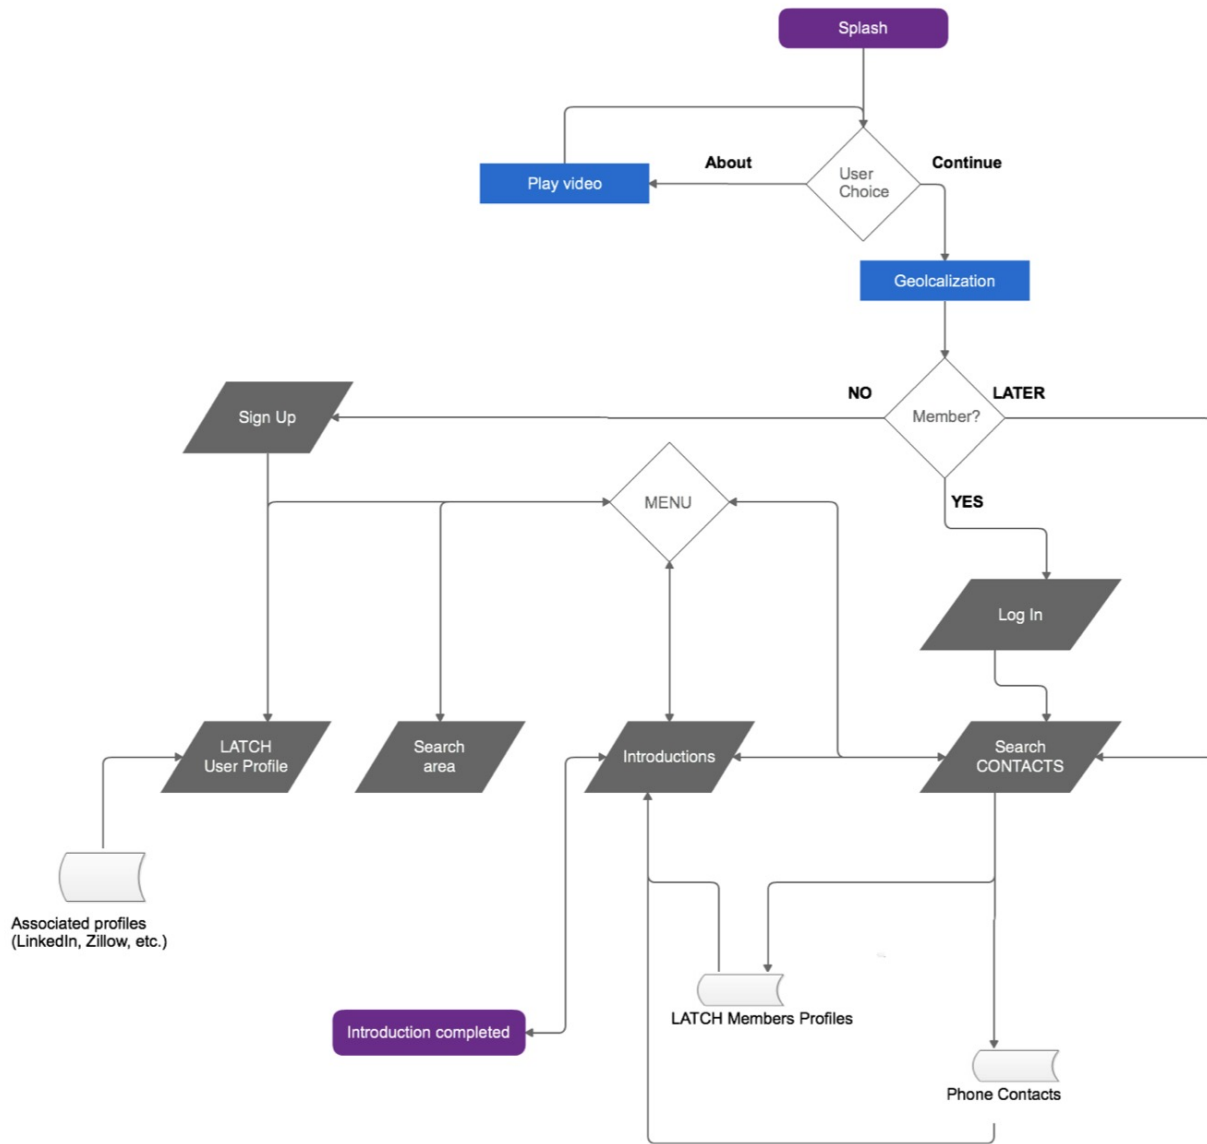 Splash
About
User
Choice
Continue
Play video
Geolcalization
NO
LATER
Member?
Sign Up
MENU
YES
Log In
LATCH
User Profile
Search
area
Introductions
Search
CONTACTS
Associated profiles
(LinkedIn, Zillow, etc.)
LATCH Members Profiles
Introduction completed
Phone Contacts